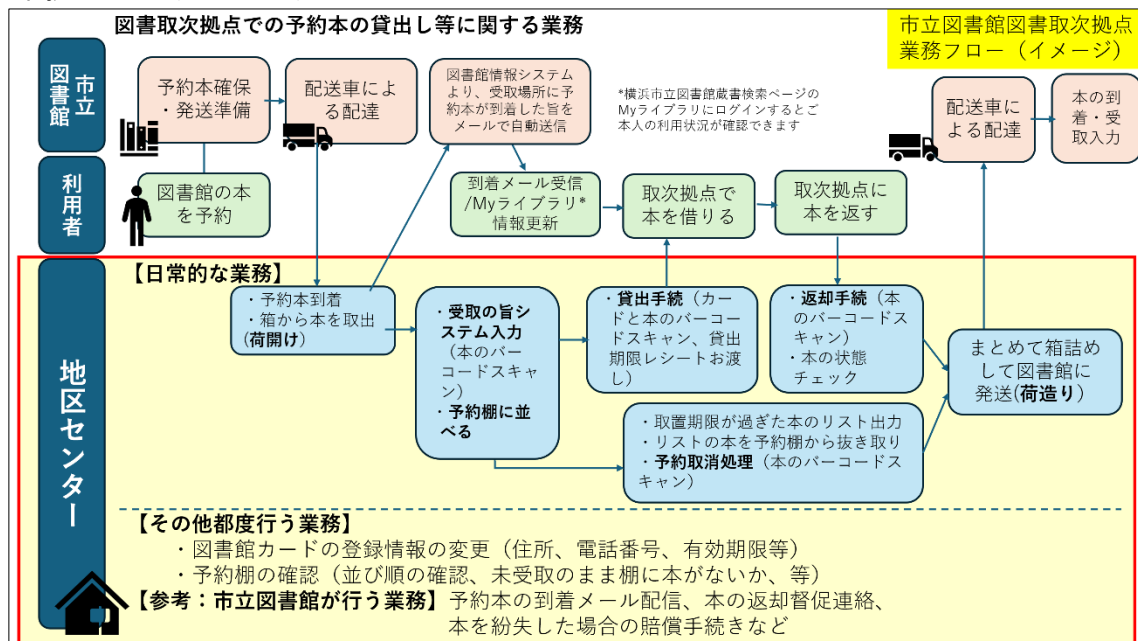 図書取次拠点での予約本の貸出し等に関する業務
市立図書館図書取次拠点
業務フロー（イメージ）
市立
図書館
予約本確保
・発送準備
配送車による
配達
図書館情報システム
より、受取場所に予
約本が到着した旨を
メールで自動送信
*横浜市立図書館蔵書検索ページの
Myライブラリにログインするとご
本人の利用状況が確認できます
配送車に
よる配達
本の到
着・受
取入力
利用者
図書館の本
を予約
到着メール受信
/Myライブラリ*
情報更新
取次拠点で
本を借りる
取次拠点に
本を返す
地区センター
【日常的な業務】
・予約本到着
・箱から本を取出
(荷開け)
・受取の旨シ
ステム入力
（本のバー
コードスキャ
ン）
・予約棚に並
べる
・貸出手続（カー
ドと本のバーコー
ドスキャン、貸出
期限レシートお渡
し）
・返却手続（本
のバーコードス
キャン）
・本の状態
チェック
まとめて箱詰め
して図書館に
発送(荷造り)
・取置期限が過ぎた本のリスト出力
・リストの本を予約棚から抜き取り
・予約取消処理（本のバーコードス
キャン）
【その他都度行う業務】
・図書館カードの登録情報の変更（住所、電話番号、有効期限等）
・予約棚の確認（並び順の確認、未受取のまま棚に本がないか、等）
【参考：市立図書館が行う業務】予約本の到着メール配信、本の返却督促連絡、
本を紛失した場合の賠償手続きなど